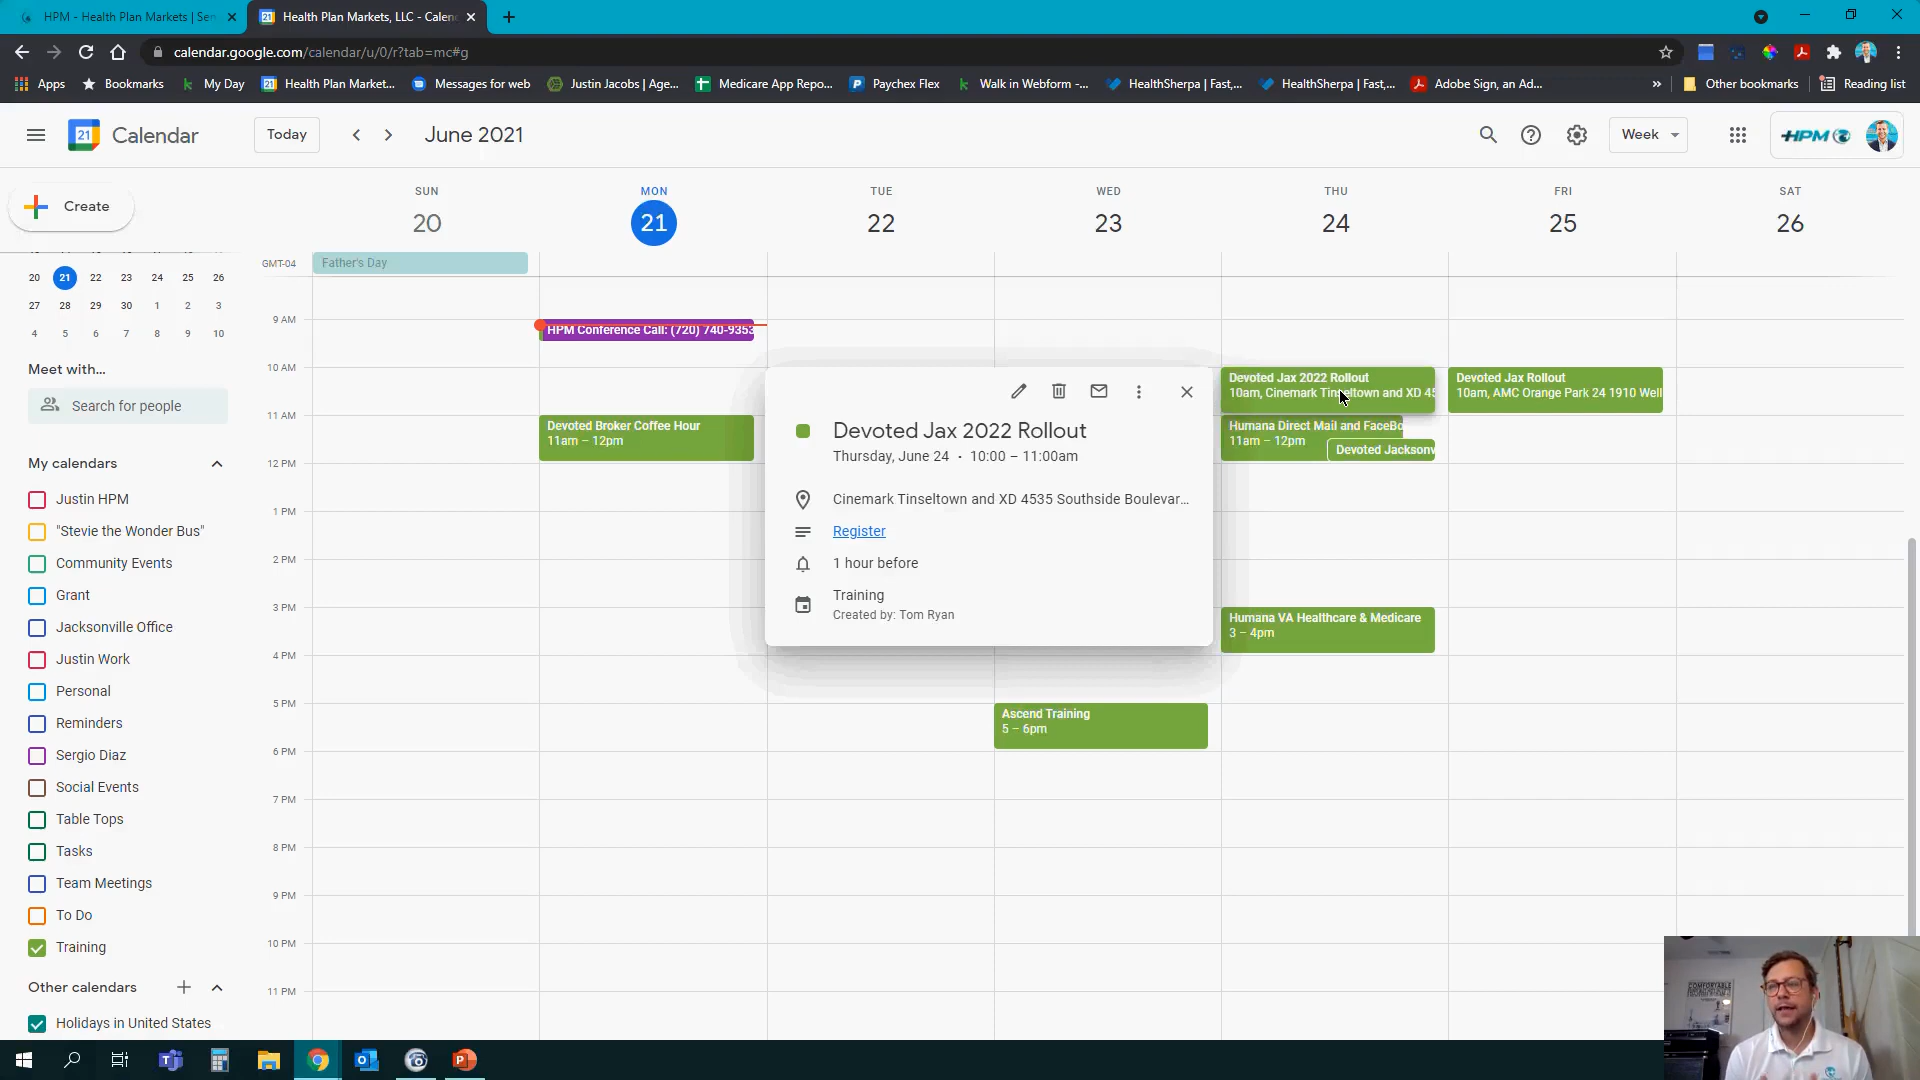 HPM - Health Plan Markets | Sen
Health Plan Markets, LLC - Calen
calendar.google.com/calendar/u/0/r?tab=mc#g
Apps
Bookmarks
My Day
Health Plan Market...
Messages for web
Justin Jacobs | Age...
Medicare App Repo...
Paychex Flex
Walk in Webform -...
HealthSherpa | Fast,...
HealthSherpa | Fast,...
Adobe Sign, an Ad...
»
Other bookmarks
Reading list
21
Calendar
Today
June 2021
Week
HPM
Create
SUN
20
MON
21
TUE
22
WED
23
THU
24
FRI
25
SAT
26
GMT-04
Father's Day
20 21 22 23 24 25 26
27 28 29 30 1 2 3
4 5 6 7 8 9 10
Meet with...
Search for people
My calendars
Justin HPM
"Stevie the Wonder Bus"
Community Events
Grant
Jacksonville Office
Justin Work
Personal
Reminders
Sergio Diaz
Social Events
Table Tops
Tasks
Team Meetings
To Do
Training
Other calendars
Holidays in United States
9 AM
10 AM
11 AM
12 PM
1 PM
2 PM
3 PM
4 PM
5 PM
6 PM
7 PM
8 PM
9 PM
10 PM
11 PM
HPM Conference Call: (720) 740-9353
Devoted Broker Coffee Hour
11am – 12pm
Devoted Jax 2022 Rollout
Thursday, June 24 • 10:00 – 11:00am
Cinemark Tinseltown and XD 4535 Southside Boulevar...
Register
1 hour before
Training
Created by: Tom Ryan
Ascend Training
5 – 6pm
Devoted Jax 2022 Rollout
10am, Cinemark Tinseltown and XD 45
Humana Direct Mail and FaceBo
11am – 12pm
Devoted Jacksonv
Humana VA Healthcare & Medicare
3 – 4pm
Devoted Jax Rollout
10am, AMC Orange Park 24 1910 Well